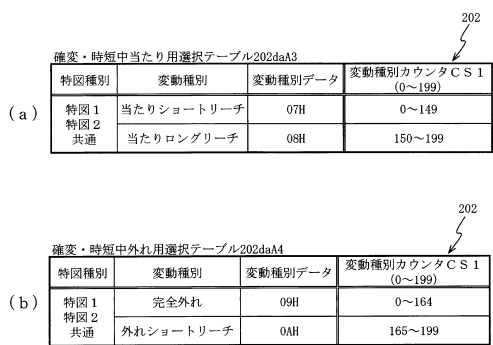 202
確変・時短中当たり用選択テーブル202daA3
(a)
特図種別 変動種別 変動種別データ 変動種別カウンタCS1
(0〜199)
特図1
特図2
共通
当たりショートリーチ 07H 0〜149
当たりロングリーチ 08H 150〜199
202
確変・時短中外れ用選択テーブル202daA4
(b)
特図種別 変動種別 変動種別データ 変動種別カウンタCS1
(0〜199)
特図1
特図2
共通
完全外れ 09H 0〜164
外れショートリーチ 0AH 165〜199